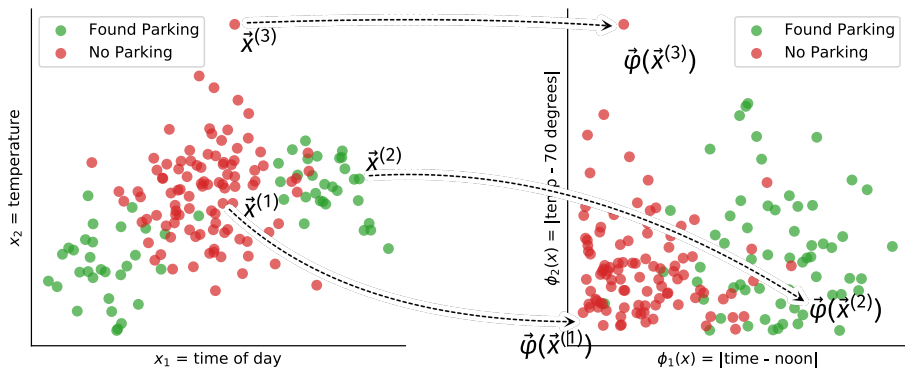 Found Parking
No Parking
x⃗⁽³⁾
x⃗⁽²⁾
x⃗⁽¹⁾
x₂ = temperature
x₁ = time of day
Found Parking
No Parking
φ⃗(x⃗⁽³⁾)
φ⃗(x⃗⁽²⁾)
φ⃗(x⃗⁽¹⁾)
ϕ₂(x) = |temp - 70 degrees|
ϕ₁(x) = |time - noon|